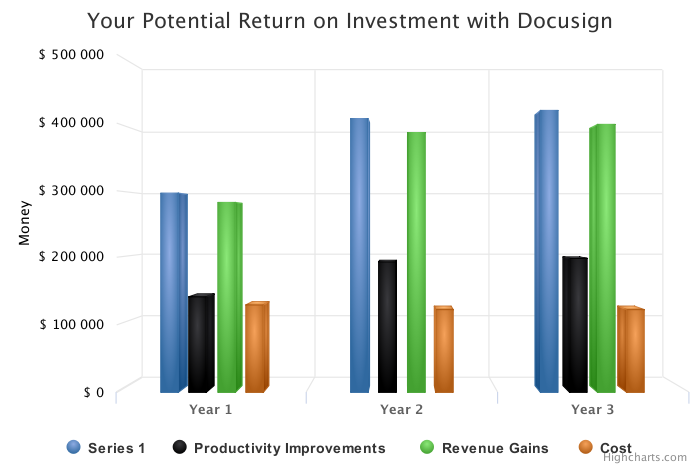 Your Potential Return on Investment with Docusign
$ 500 000
$ 400 000
$ 300 000
$ 200 000
$ 100 000
$ 0
Money
Year 1 Year 2 Year 3
Series 1 Productivity Improvements Revenue Gains Cost
Highcharts.com